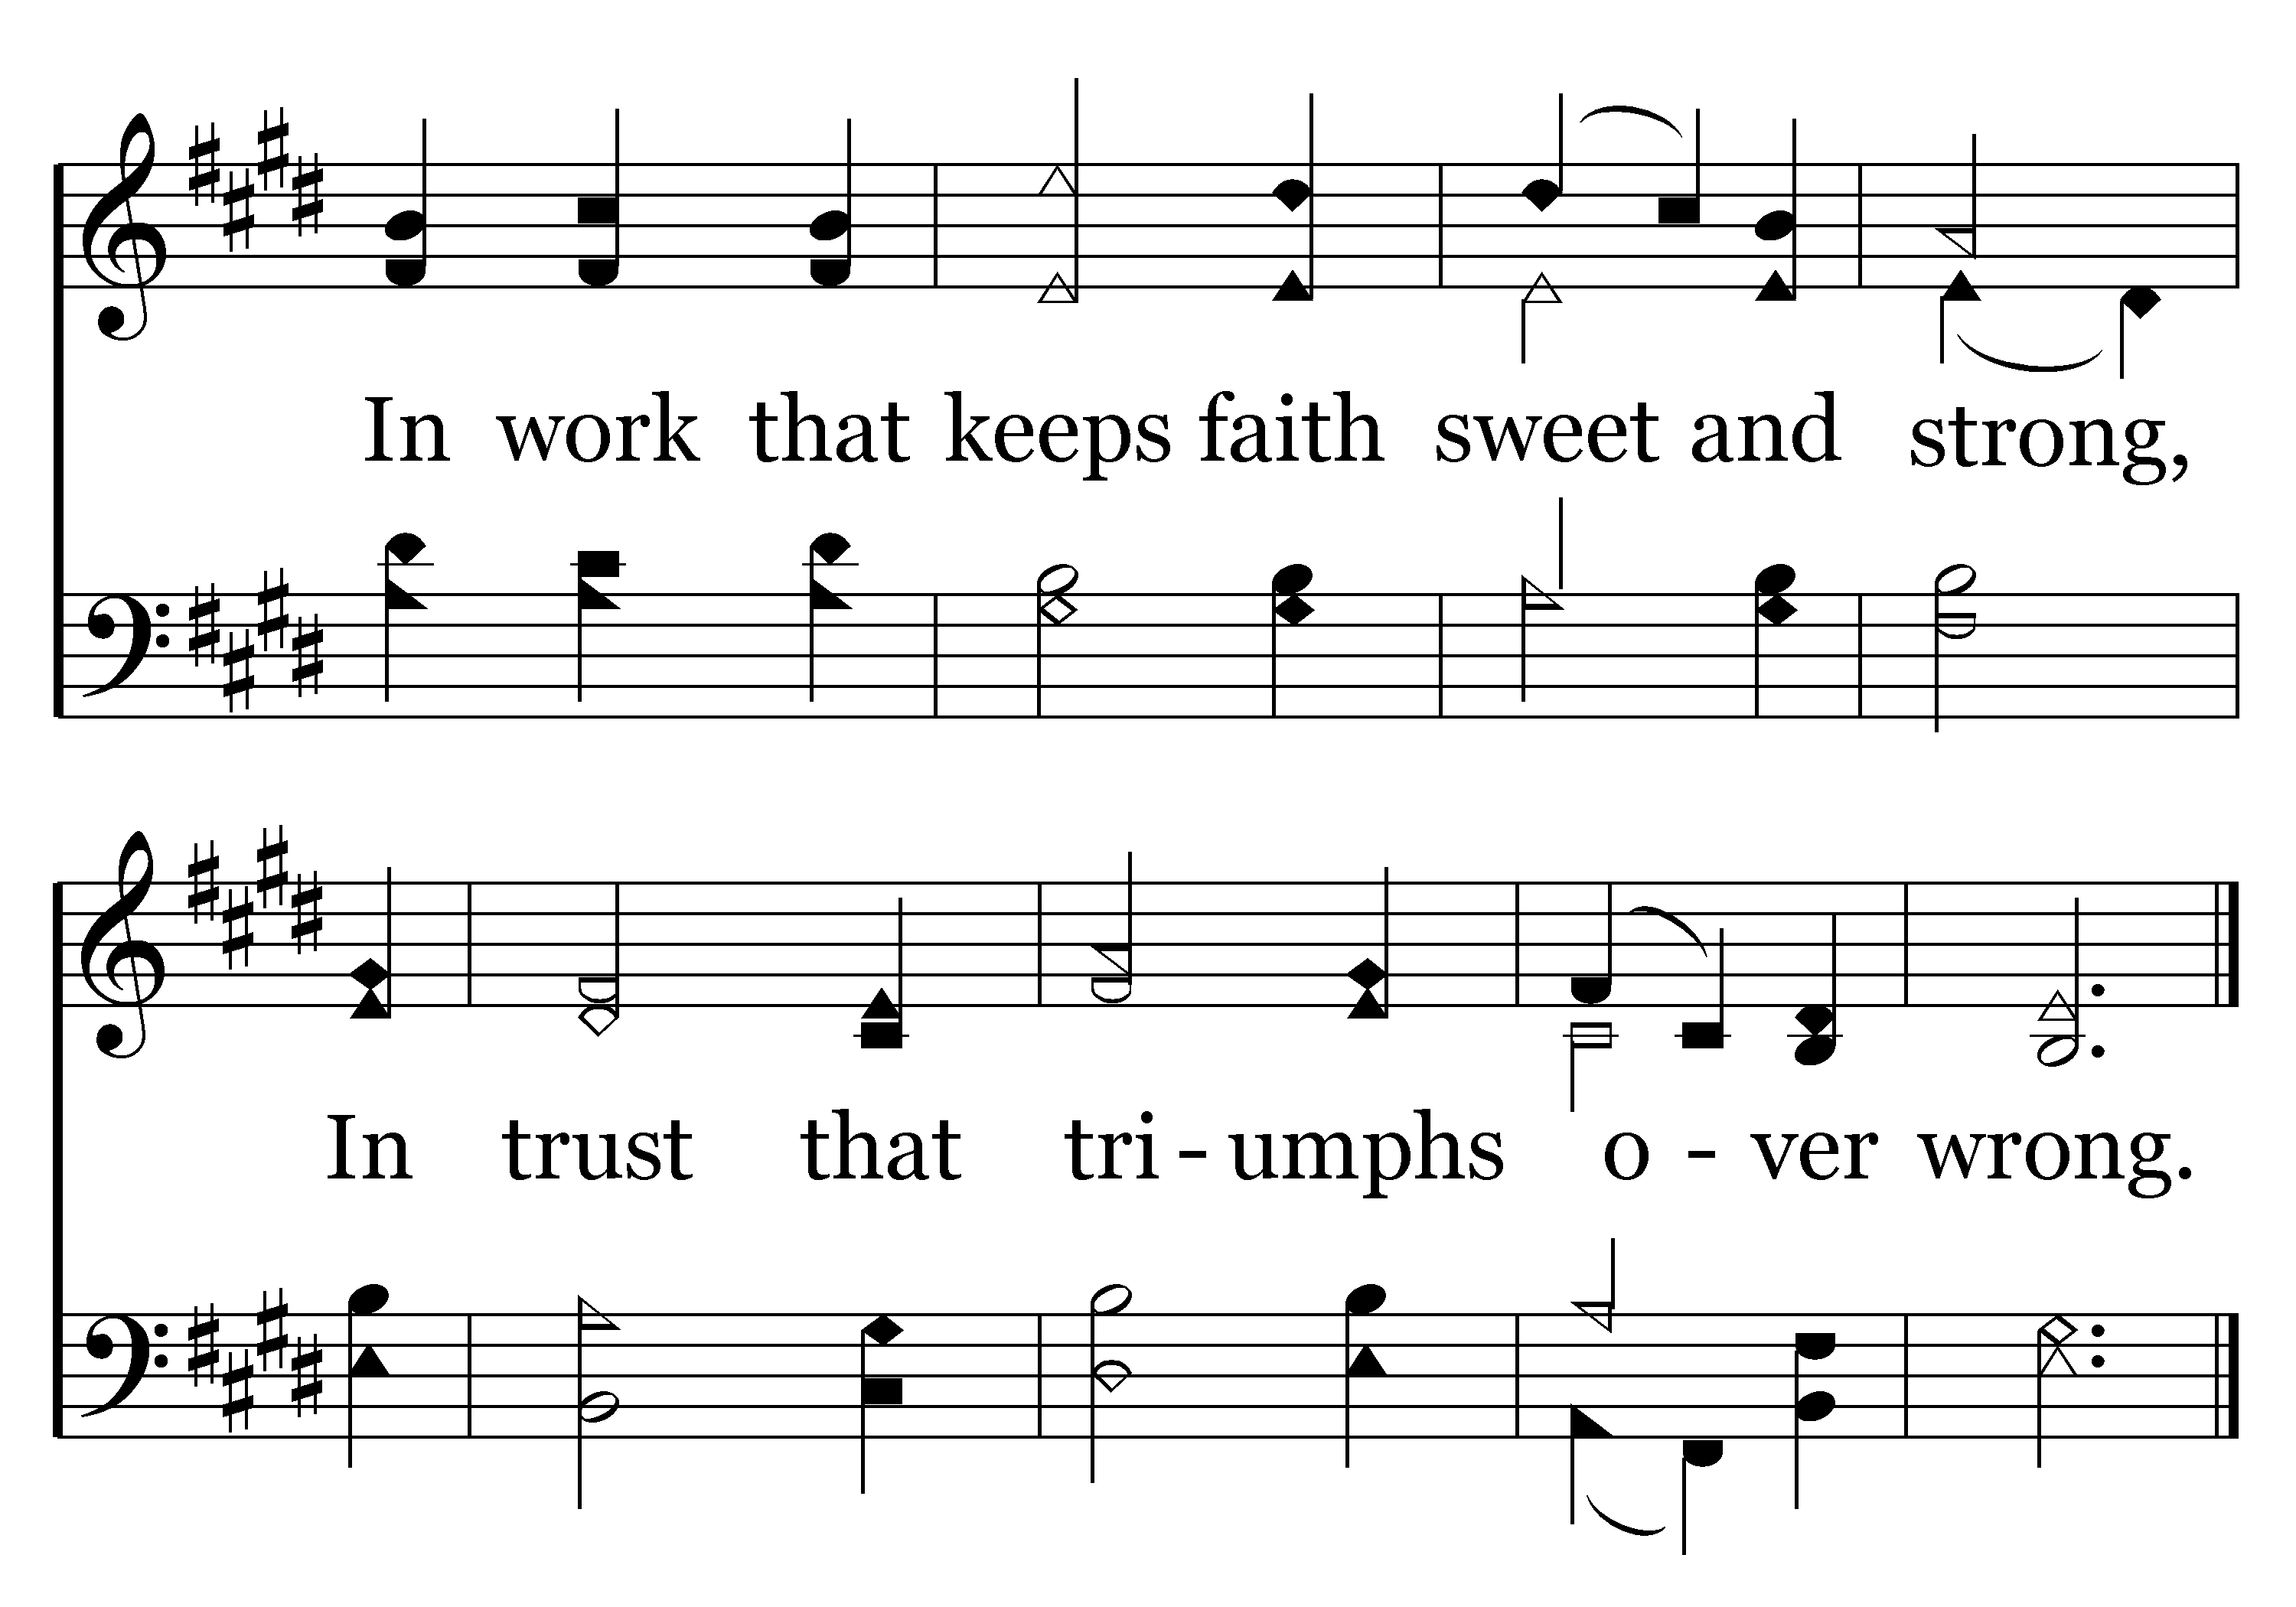 In work that keeps faith sweet and strong,
In trust that tri - umphs o - ver wrong.